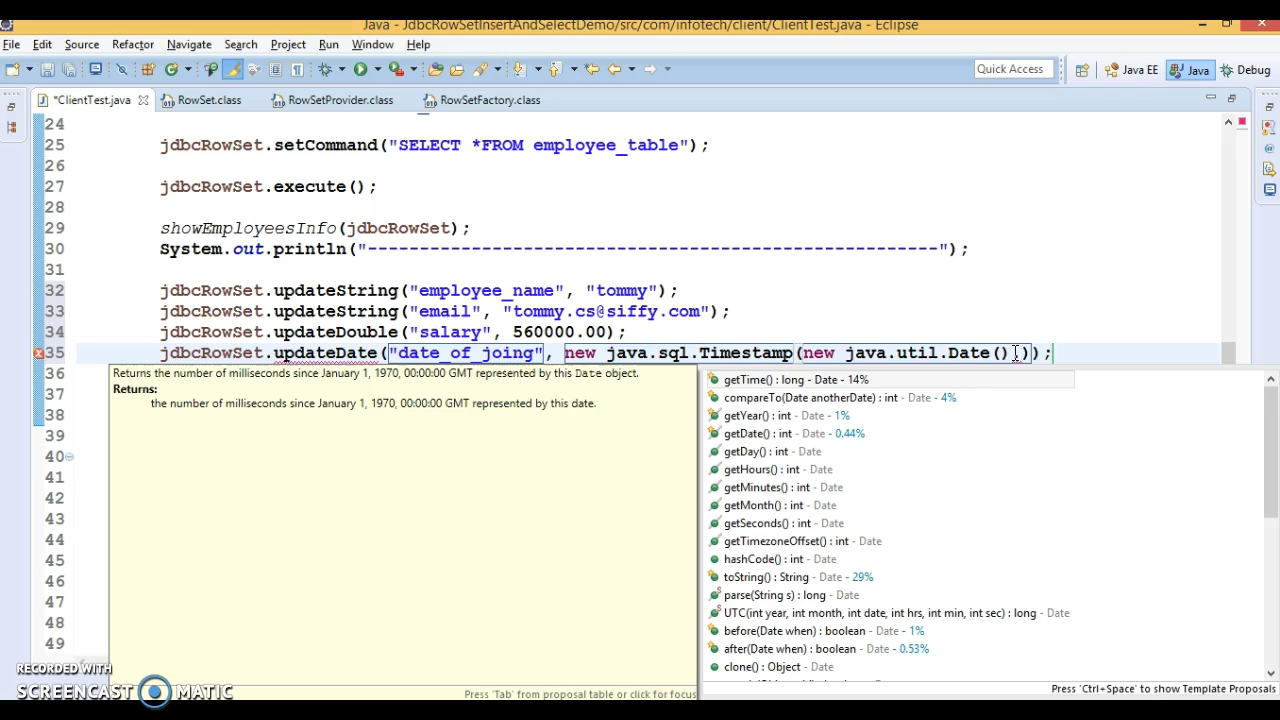 Java - JdbcRowSetInsertAndSelectDemo/src/com/infotech/client/ClientTest.java - Eclipse
File Edit Source Refactor Navigate Search Project Run Window Help
Quick Access Java EE Java Debug
*ClientTest.java RowSet.class RowSetProvider.class RowSetFactory.class
24
25 jdbcRowSet.setCommand("SELECT *FROM employee_table");
26
27 jdbcRowSet.execute();
28
29 showEmployeesInfo(jdbcRowSet);
30 System.out.println("-------------------------------------------------------");
31
32 jdbcRowSet.updateString("employee_name", "tommy");
33 jdbcRowSet.updateString("email", "tommy.cs@siffy.com");
34 jdbcRowSet.updateDouble("salary", 560000.00);
35 jdbcRowSet.updateDate("date_of_joing", new java.sql.Timestamp(new java.util.Date().));
36
37
38
39
40
41
42
43
44
45
46
47
48
49
Returns the number of milliseconds since January 1, 1970, 00:00:00 GMT represented by this Date object.
Returns:
the number of milliseconds since January 1, 1970, 00:00:00 GMT represented by this date.
Press 'Tab' from proposal table or click for focus
getTime() : long - Date - 14%
compareTo(Date anotherDate) : int - Date - 4%
getYear() : int - Date - 1%
getDate() : int - Date - 0.44%
getDay() : int - Date
getHours() : int - Date
getMinutes() : int - Date
getMonth() : int - Date
getSeconds() : int - Date
getTimezoneOffset() : int - Date
hashCode() : int - Date
toString() : String - Date - 29%
parse(String s) : long - Date
UTC(int year, int month, int date, int hrs, int min, int sec) : long - Date
before(Date when) : boolean - Date - 1%
after(Date when) : boolean - Date - 0.53%
clone() : Object - Date
Press 'Ctrl+Space' to show Template Proposals
RECORDED WITH
SCREENCAST MATIC